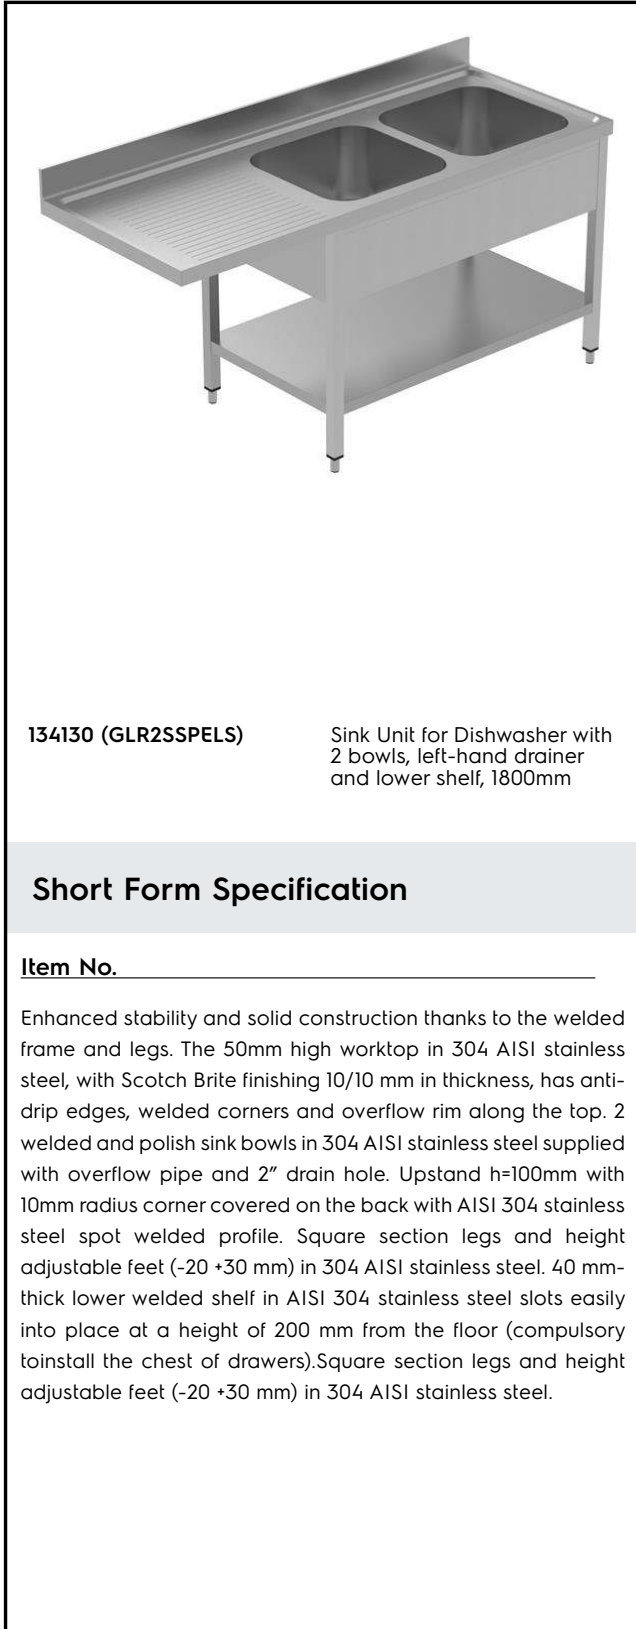 134130 (GLR2SSPELS)
Sink Unit for Dishwasher with
2 bowls, left-hand drainer
and lower shelf, 1800mm
Short Form Specification
Item No.
Enhanced stability and solid construction thanks to the welded
frame and legs. The 50mm high worktop in 304 AISI stainless
steel, with Scotch Brite finishing 10/10 mm in thickness, has anti-
drip edges, welded corners and overflow rim along the top. 2
welded and polish sink bowls in 304 AISI stainless steel supplied
with overflow pipe and 2” drain hole. Upstand h=100mm with
10mm radius corner covered on the back with AISI 304 stainless
steel spot welded profile. Square section legs and height
adjustable feet (-20 +30 mm) in 304 AISI stainless steel. 40 mm-
thick lower welded shelf in AISI 304 stainless steel slots easily
into place at a height of 200 mm from the floor (compulsory
toinstall the chest of drawers).Square section legs and height
adjustable feet (-20 +30 mm) in 304 AISI stainless steel.